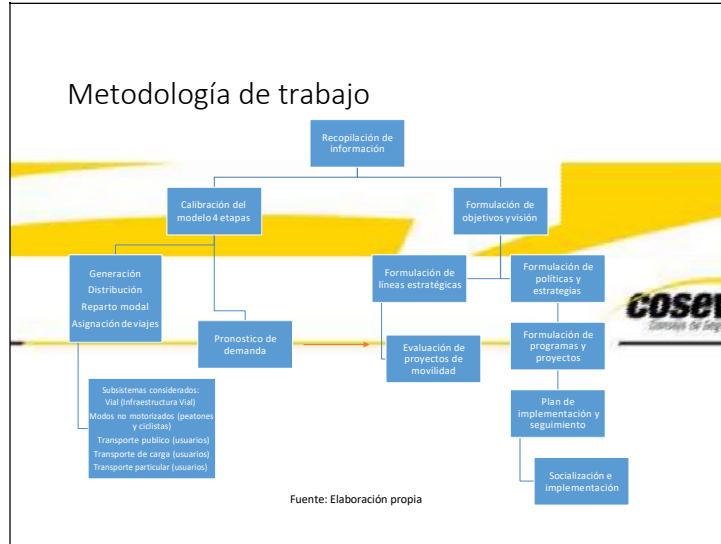 Metodología de trabajo
Recopilación de
información
Calibración del
modelo 4 etapas
Formulación de
objetivos y visión
Generación
Distribución
Reparto modal
Asignación de viajes
Pronostico de
demanda
Formulación de
líneas estratégicas
Formulación de
políticas y
estrategias
Evaluación de
proyectos de
movilidad
Formulación de
programas y
proyectos
Subsistemas considerados:
Vial (Infraestructura Vial)
Modos no motorizados (peatones
y ciclistas)
Transporte publico (usuarios)
Transporte de carga (usuarios)
Transporte particular (usuarios)
Plan de
implementación y
seguimiento
Socialización e
implementación
Fuente: Elaboración propia
cosev
Consejo de Seg